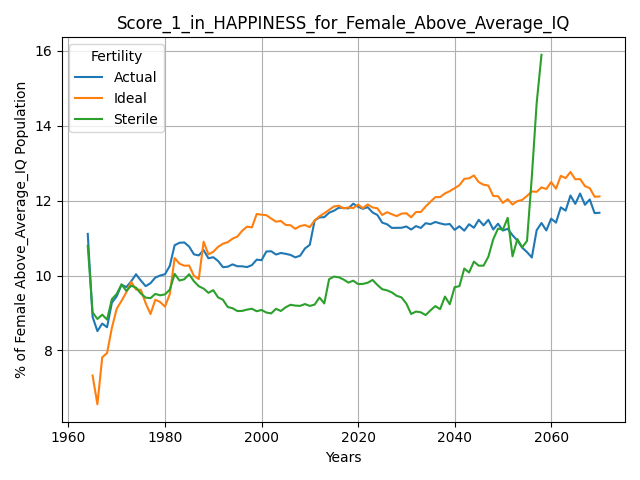 Score_1_in_HAPPINESS_for_Female_Above_Average_IQ
% of Female Above_Average_IQ Population
16
14
12
10
8
Fertility
Actual
Ideal
Sterile
1960 1980 2000 2020 2040 2060
Years